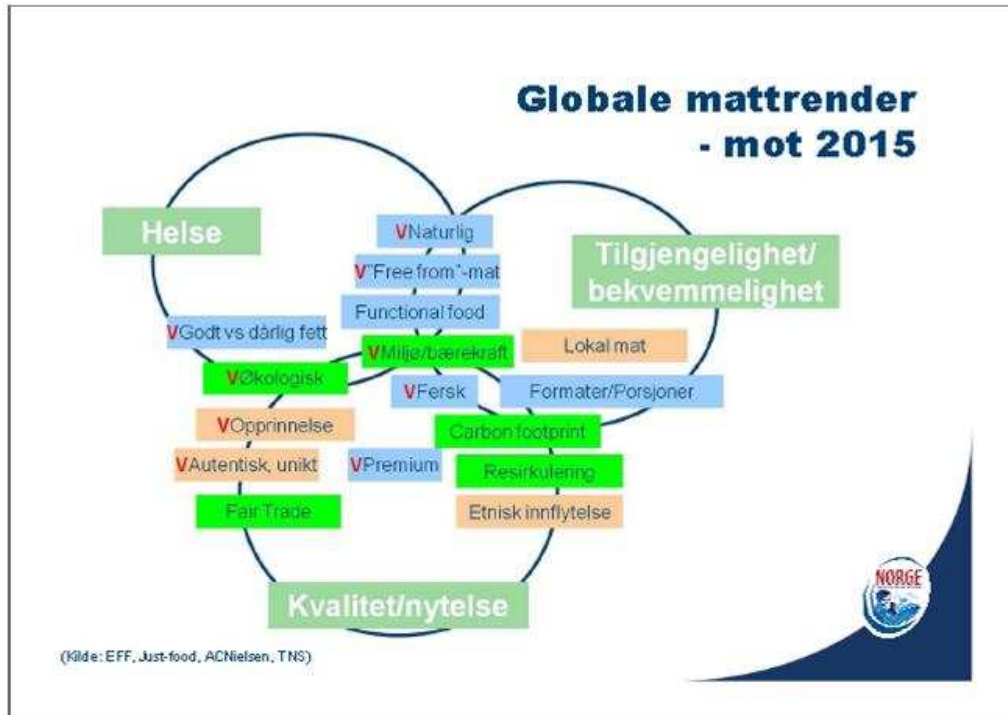 Globale mattrender
- mot 2015
Helse
VNaturlig
Tilgjengelighet/
bekvemmelighet
V"Free from"-mat
Functional food
VGodt vs dårlig fett
VMiljø/bærekraft
Lokal mat
VØkologisk
VFersk
Formater/Porsjoner
VOpprinnelse
Carbon footprint
VAutentisk, unikt
VPremium
Resirkulering
Fair Trade
Etnisk innflytelse
Kvalitet/nytelse
NORGE
(Kilde: EFF, Just-food, ACNielsen, TNS)